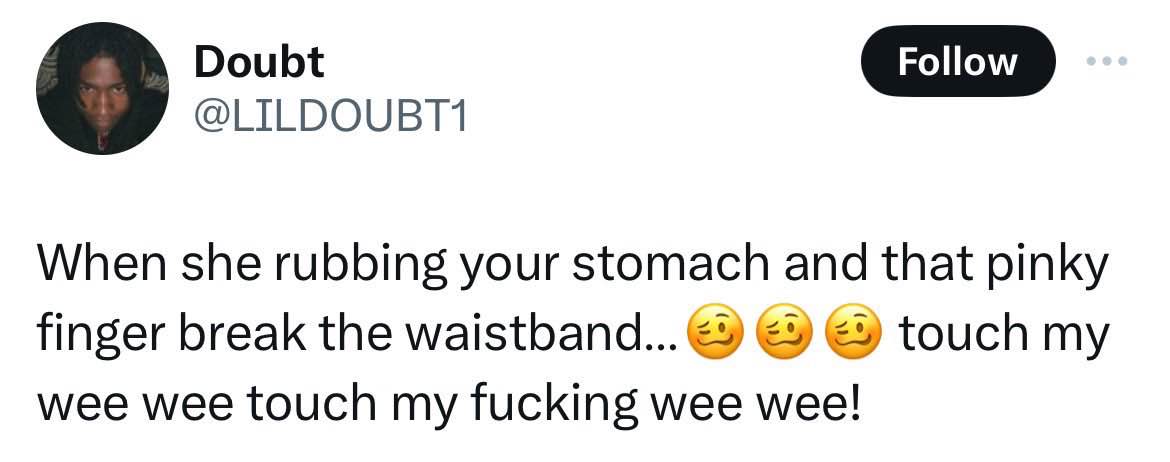 Doubt
Follow
@LILDOUBT1
When she rubbing your stomach and that pinky
finger break the waistband...🥴🥴🥴 touch my
wee wee touch my fucking wee wee!